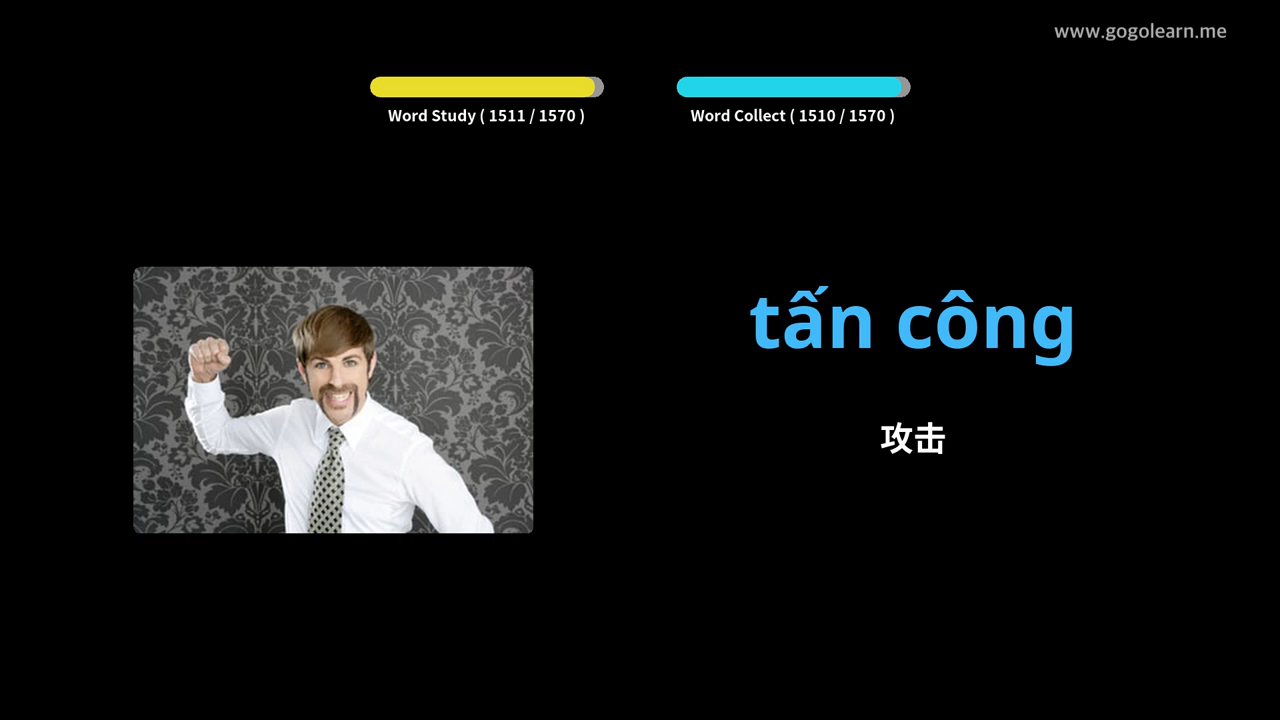 www.gogolearn.me
Word Study ( 1511 / 1570 )
Word Collect ( 1510 / 1570 )
tấn công
攻击